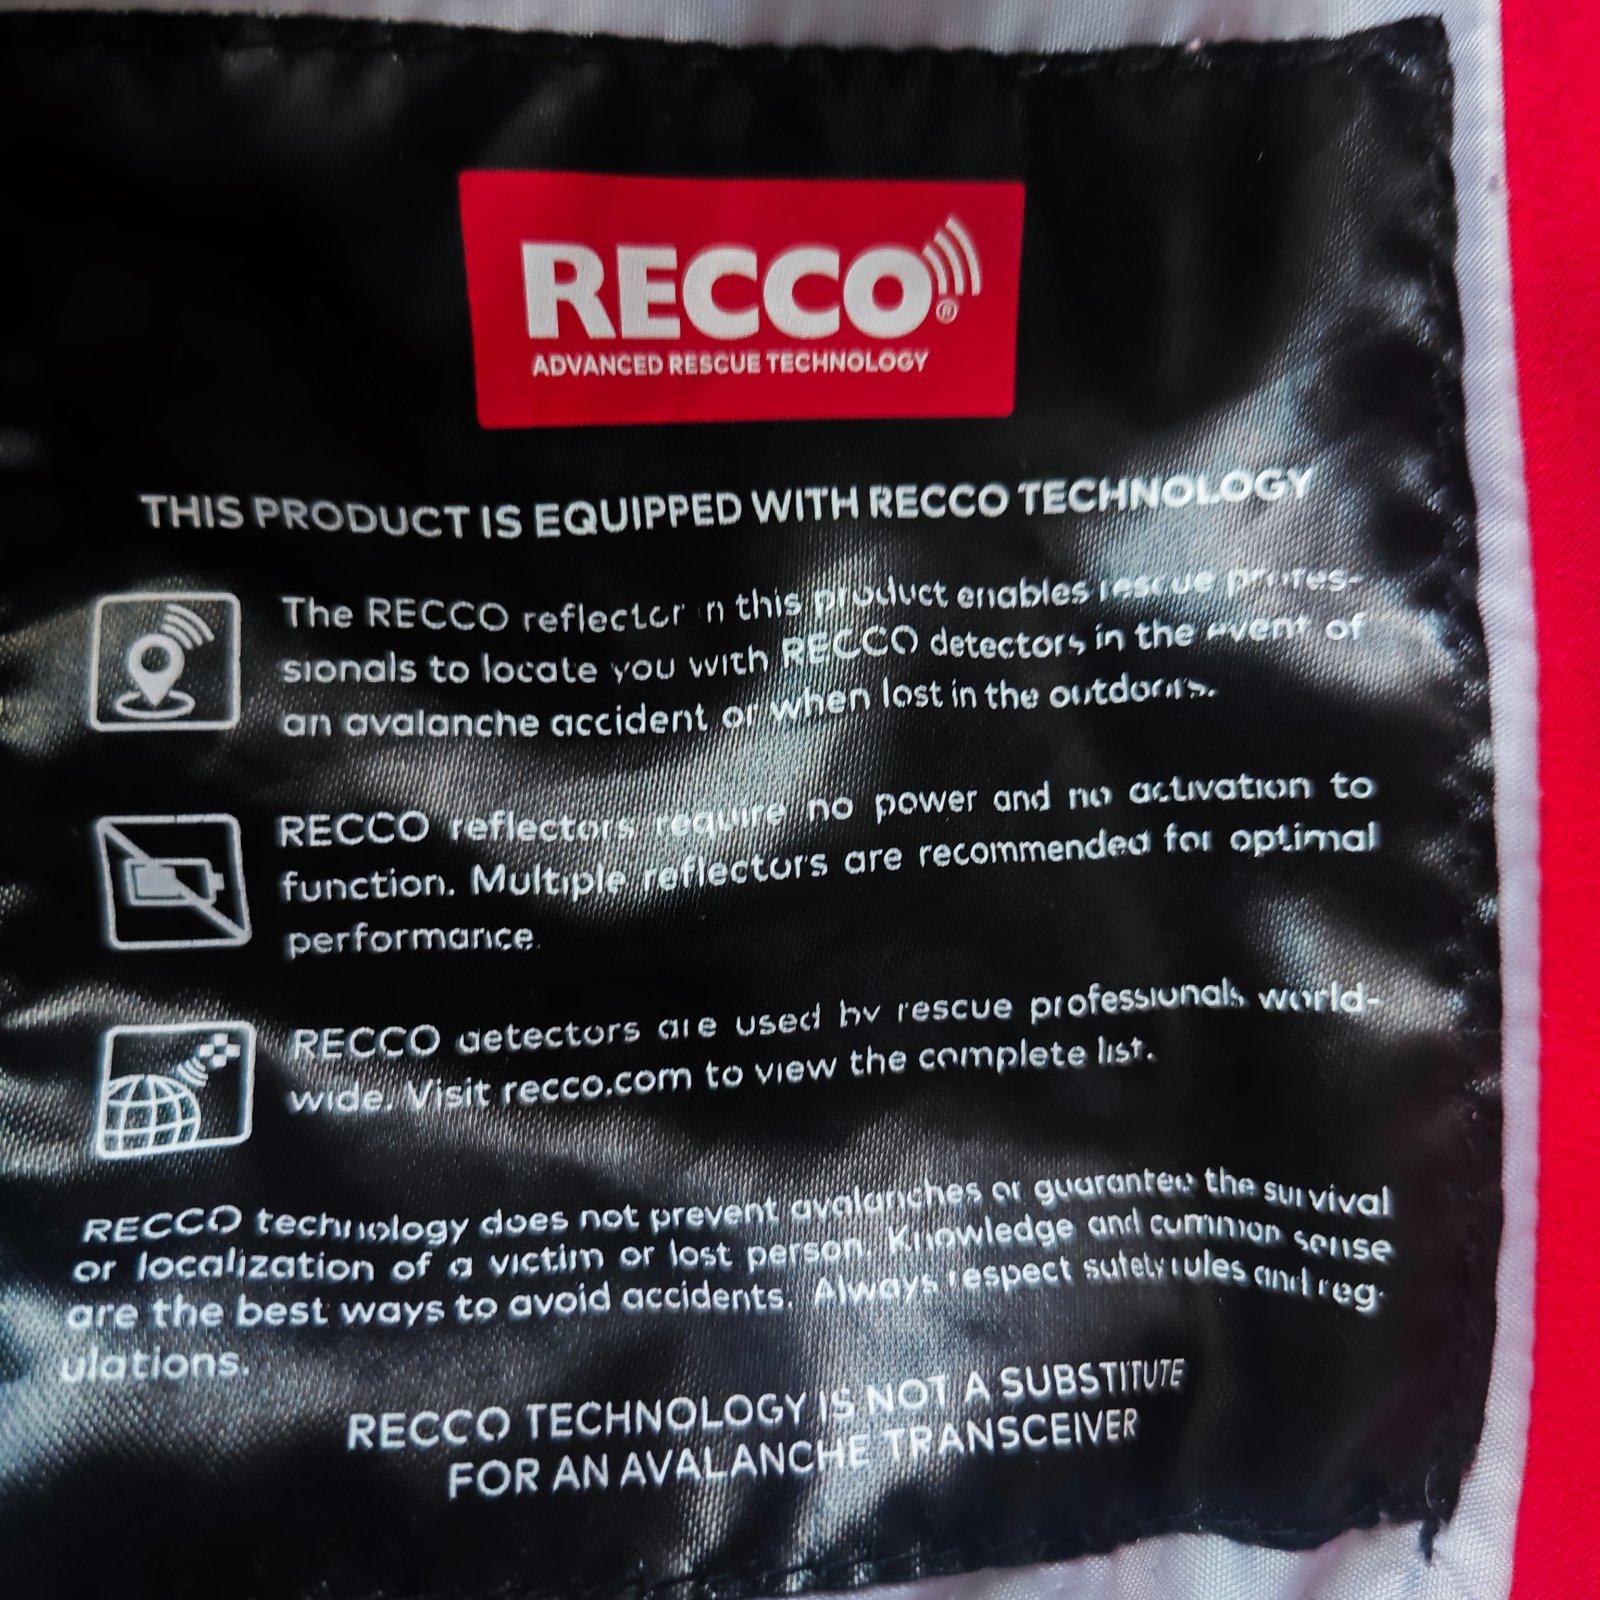 RECCO®
ADVANCED RESCUE TECHNOLOGY
THIS PRODUCT IS EQUIPPED WITH RECCO TECHNOLOGY
The RECCO reflector in this product enables rescue profes-
sionals to locate you with RECCO detectors in the event of
an avalanche accident or when lost in the outdoors.
RECCO reflectors require no power and no activation to
function. Multiple reflectors are recommended for optimal
performance.
RECCO detectors are used by rescue professionals world-
wide. Visit recco.com to view the complete list.
RECCO technology does not prevent avalanches or guarantee the survival
or localization of a victim or lost person. Knowledge and common sense
are the best ways to avoid accidents. Always respect safety rules and reg-
ulations.
RECCO TECHNOLOGY IS NOT A SUBSTITUTE
FOR AN AVALANCHE TRANSCEIVER